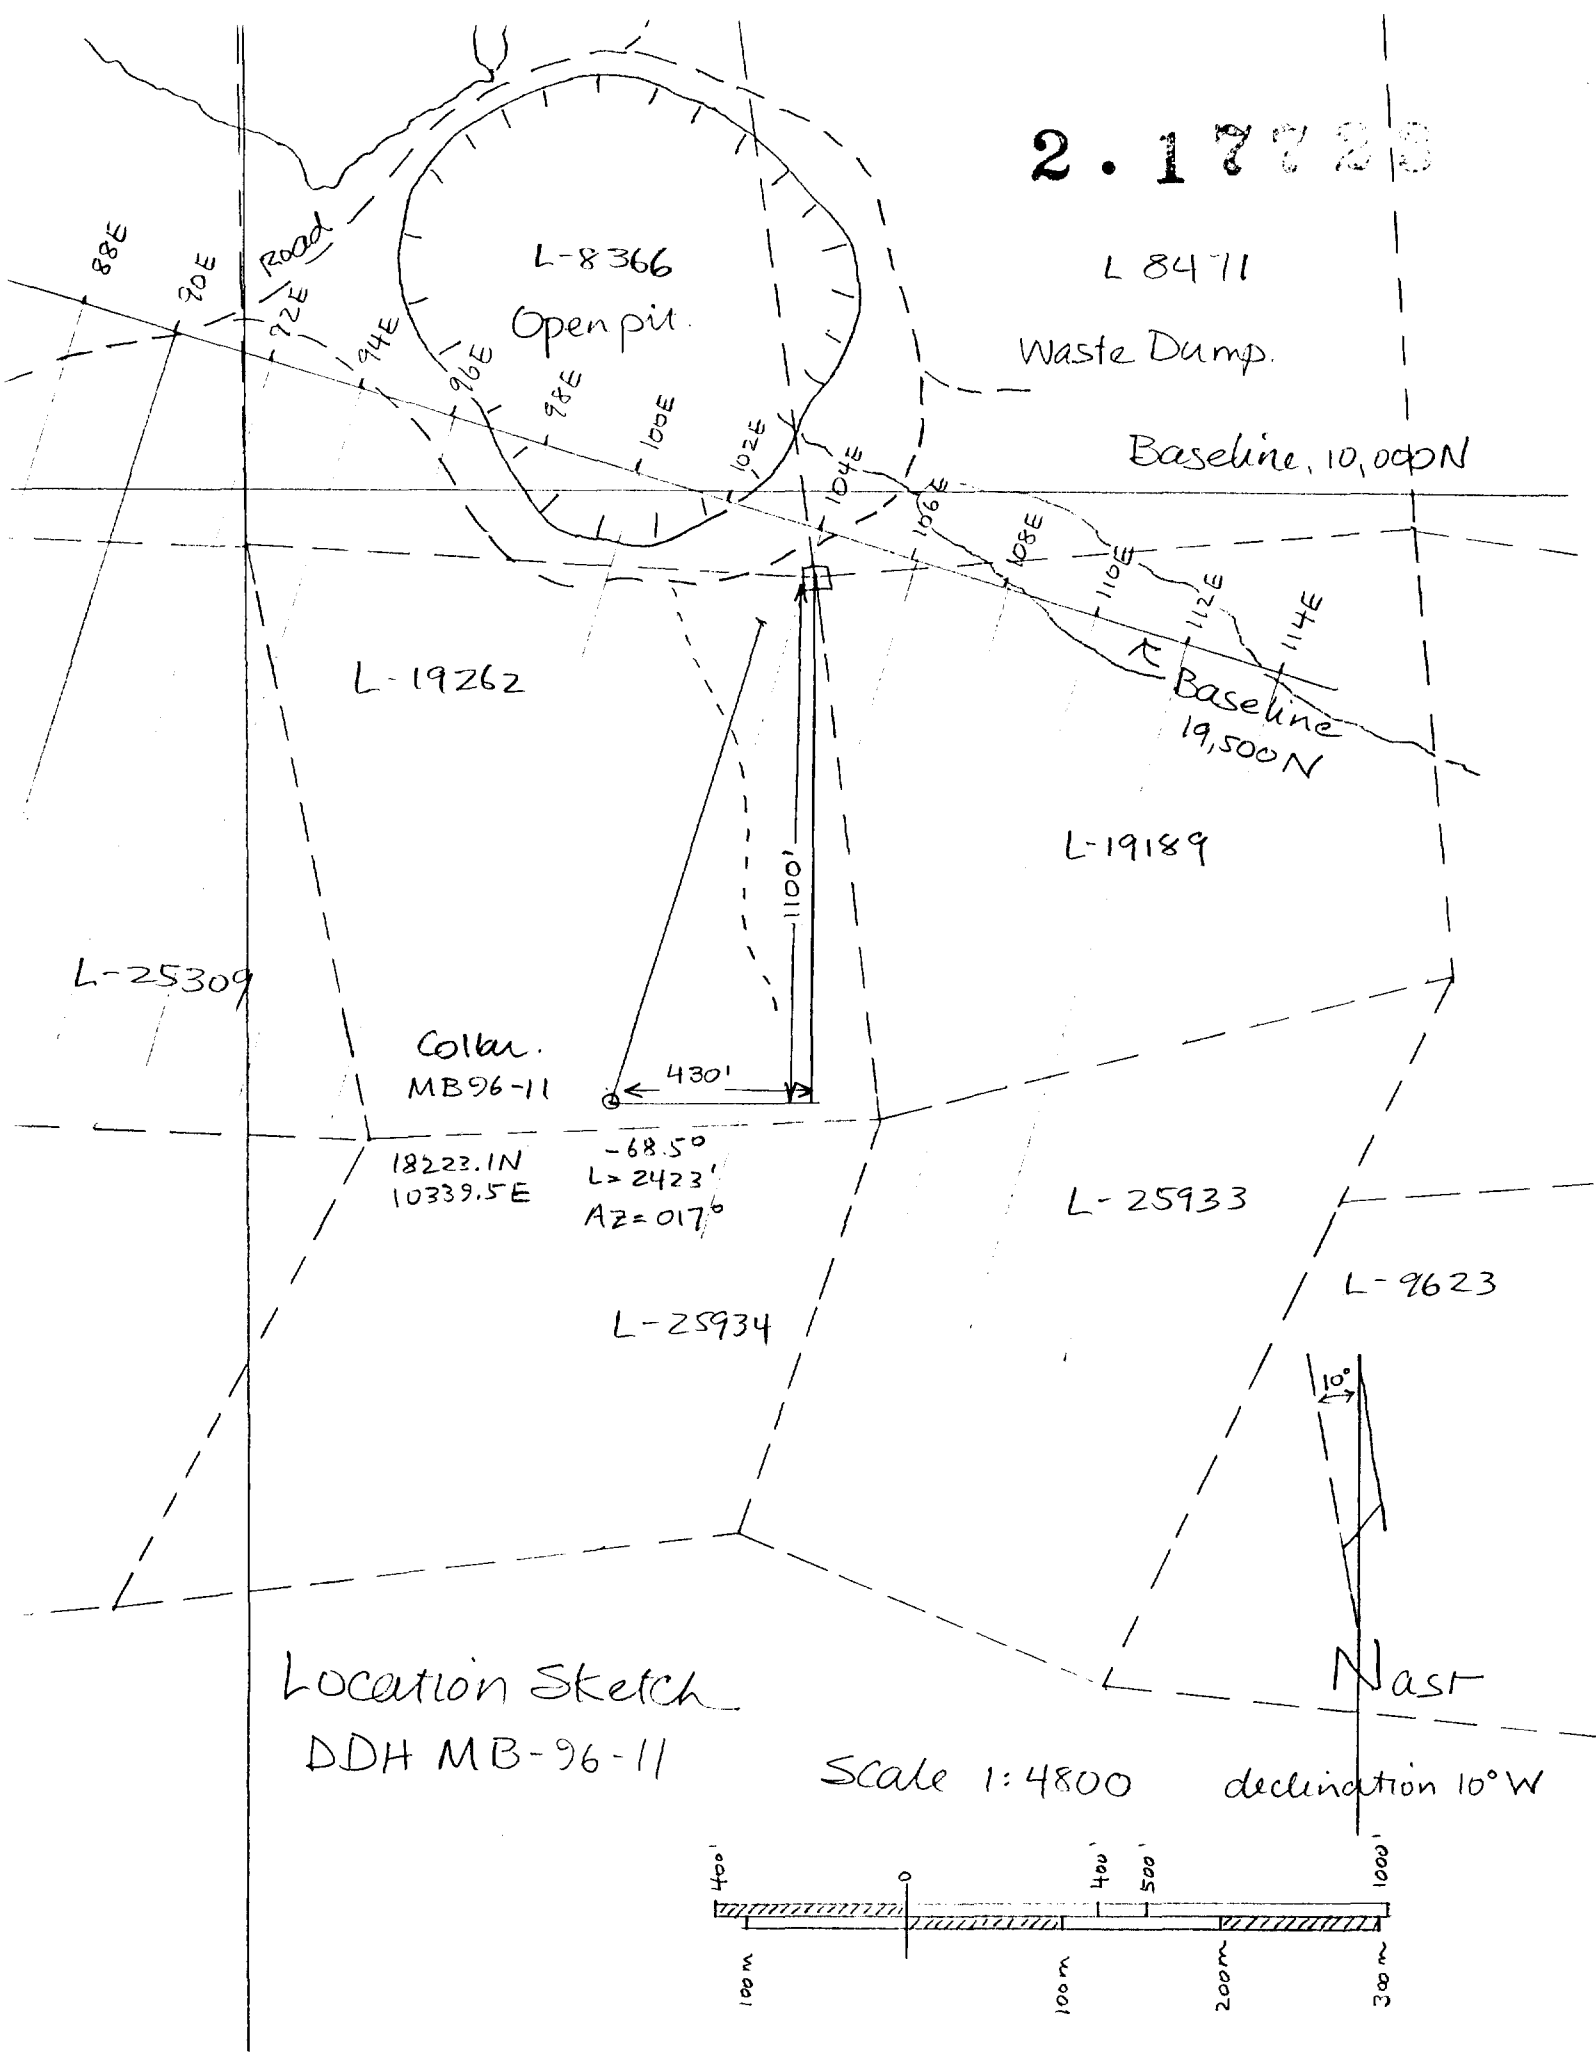 2.17723
88E
90E
Road
92E
94E
96E
98E
100E
102E
104E
106E
108E
110E
112E
114E
L-8366
Open pit.
L 8471
Waste Dump.
Baseline, 10,000N
Baseline
19,500N
L-19262
L-19189
1100'
L-25309
Collar.
MB96-11
430'
18223.1N
10339.5E
-68.5°
L=2423'
AZ=017°
L-25933
L-9623
L-25934
10°
Nast
Location Sketch
DDH MB-96-11
Scale 1:4800
declination 10°W
400'
0
400'
500'
1000'
100m
100m
200m
300m